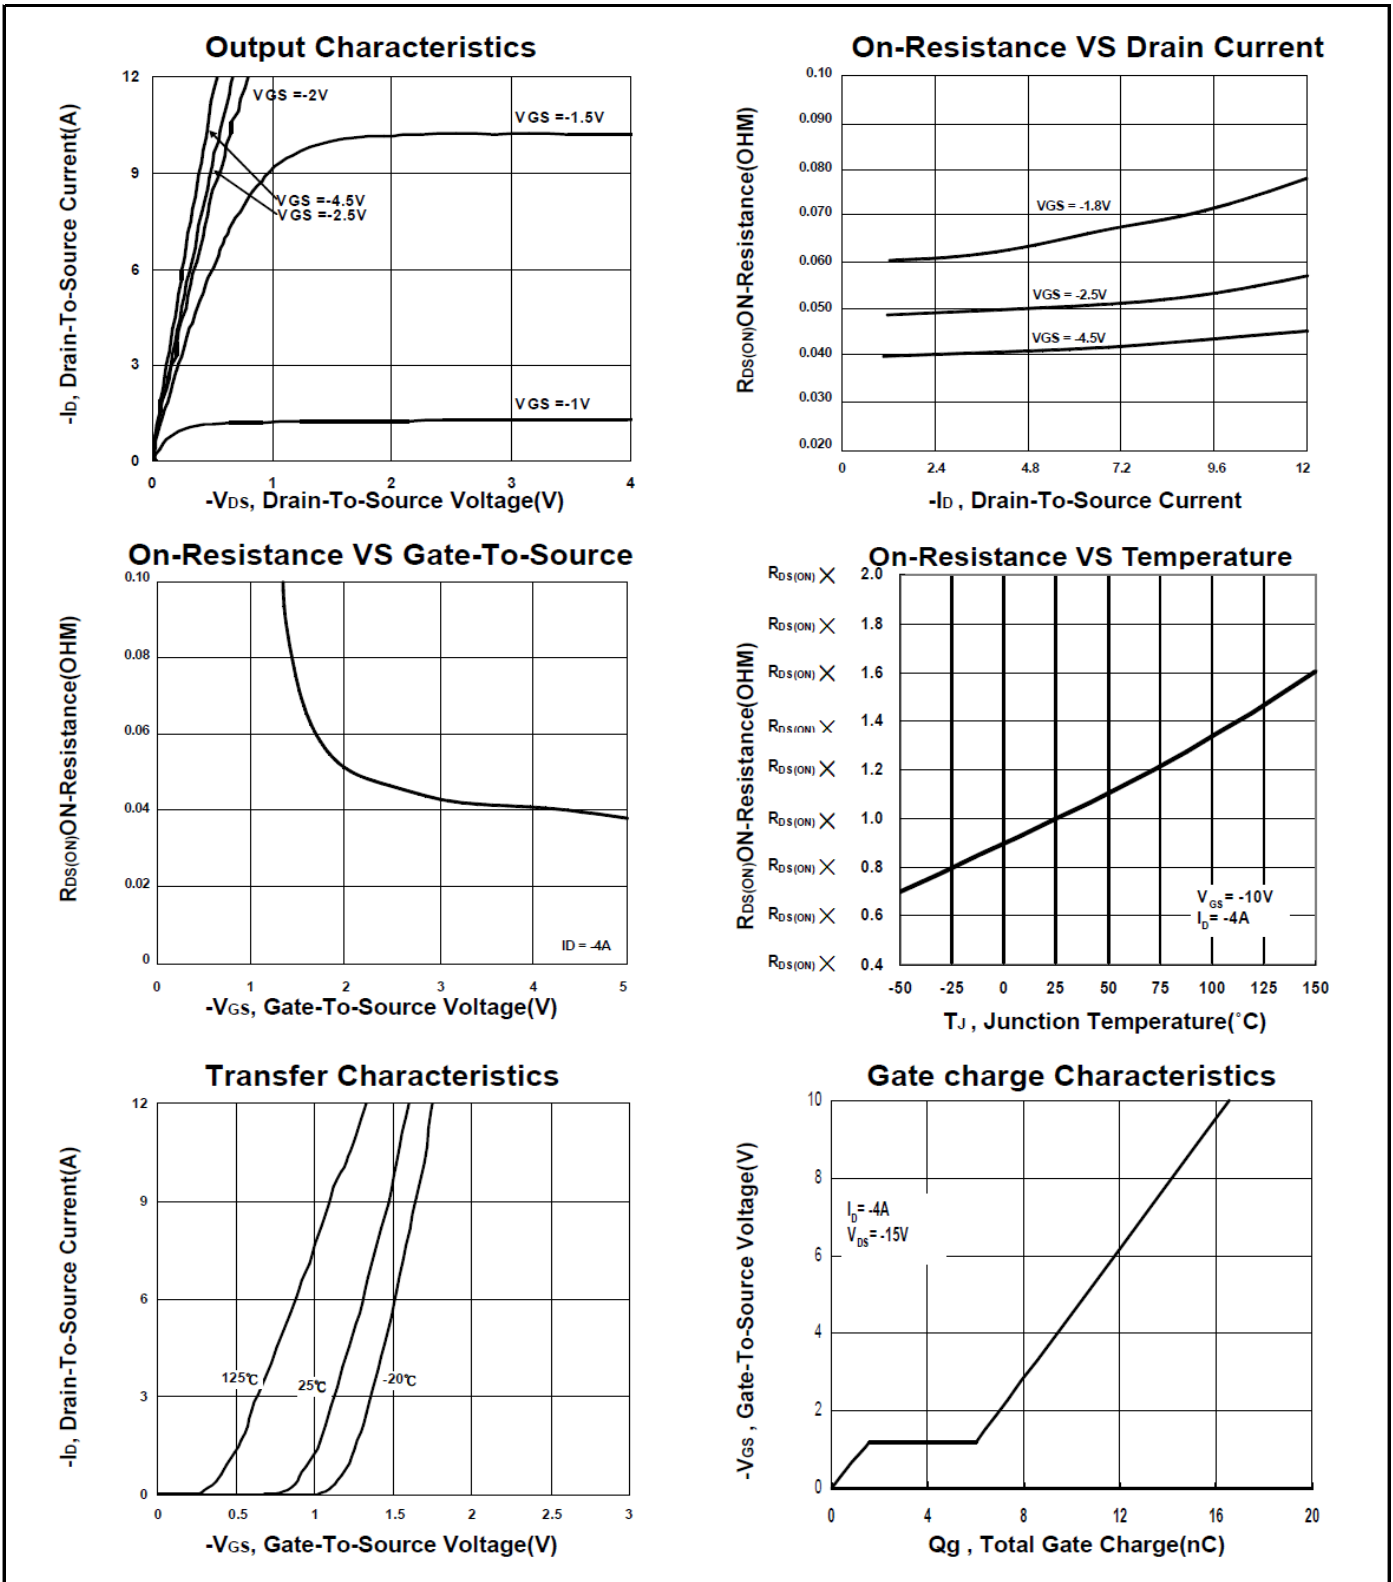 Output Characteristics
12
9
6
3
0
-ID, Drain-To-Source Current(A)
VGS =-2V
VGS =-1.5V
VGS =-4.5V
VGS =-2.5V
VGS =-1V
0 1 2 3 4
-VDS, Drain-To-Source Voltage(V)
On-Resistance VS Drain Current
0.10
0.090
0.080
0.070
0.060
0.050
0.040
0.030
0.020
RDS(ON)ON-Resistance(OHM)
VGS = -1.8V
VGS = -2.5V
VGS = -4.5V
0 2.4 4.8 7.2 9.6 12
-ID , Drain-To-Source Current
On-Resistance VS Gate-To-Source
0.10
0.08
0.06
0.04
0.02
0
RDS(ON)ON-Resistance(OHM)
ID = -4A
0 1 2 3 4 5
-VGS, Gate-To-Source Voltage(V)
On-Resistance VS Temperature
RDS(ON) × 2.0
RDS(ON) × 1.8
RDS(ON) × 1.6
RDS(ON) × 1.4
RDS(ON) × 1.2
RDS(ON) × 1.0
RDS(ON) × 0.8
RDS(ON) × 0.6
RDS(ON) × 0.4
RDS(ON)ON-Resistance(OHM)
VGS = -10V
ID= -4A
-50 -25 0 25 50 75 100 125 150
TJ , Junction Temperature(°C)
Transfer Characteristics
12
9
6
3
0
-ID, Drain-To-Source Current(A)
125℃
25℃
-20℃
0 0.5 1 1.5 2 2.5 3
-VGS, Gate-To-Source Voltage(V)
Gate charge Characteristics
10
8
6
4
2
0
-VGS , Gate-To-Source Voltage(V)
ID= -4A
VDS= -15V
0 4 8 12 16 20
Qg , Total Gate Charge(nC)